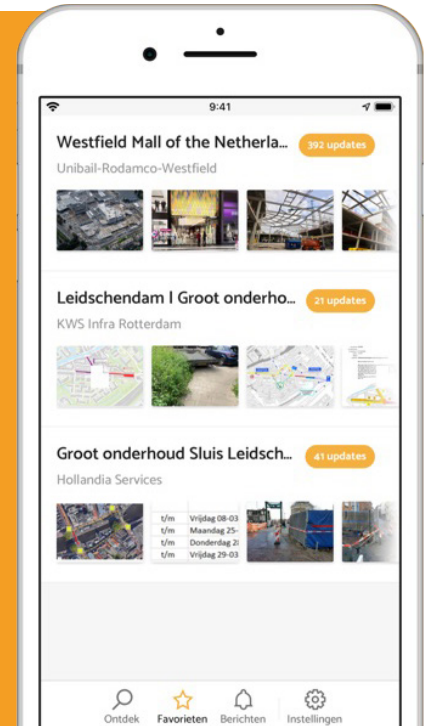 9:41
Westfield Mall of the Netherla...
392 updates
Unibail-Rodamco-Westfield
Leidschendam | Groot onderho...
21 updates
KWS Infra Rotterdam
Groot onderhoud Sluis Leidsch...
41 updates
Hollandia Services
t/m Vrijdag 08-03
t/m Maandag 25-
t/m Donderdag 2
t/m Vrijdag 29-03
Ontdek Favorieten Berichten Instellingen